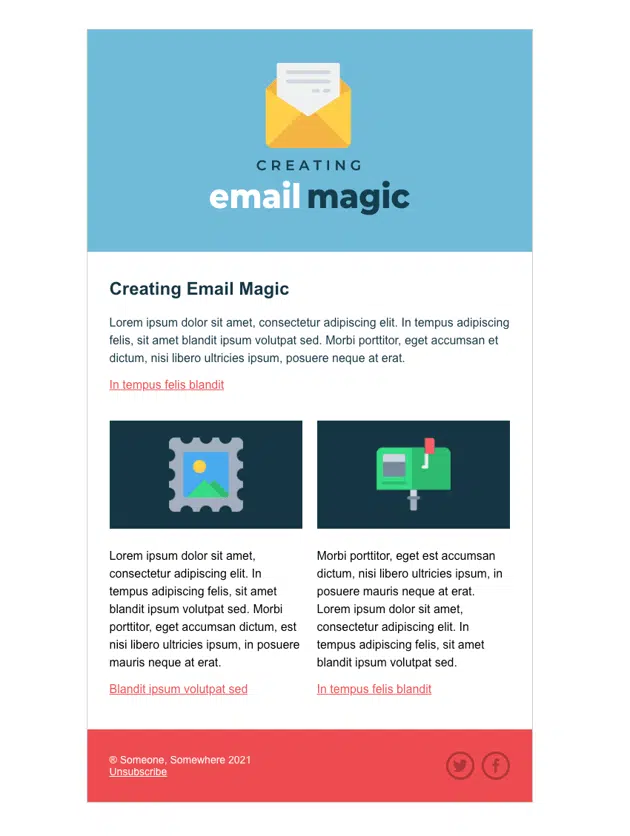 CREATING
email magic
Creating Email Magic
Lorem ipsum dolor sit amet, consectetur adipiscing elit. In tempus adipiscing
felis, sit amet blandit ipsum volutpat sed. Morbi porttitor, eget accumsan et
dictum, nisi libero ultricies ipsum, posuere neque at erat.
In tempus felis blandit
Lorem ipsum dolor sit amet,
consectetur adipiscing elit. In
tempus adipiscing felis, sit amet
blandit ipsum volutpat sed. Morbi
porttitor, eget accumsan dictum, est
nisi libero ultricies ipsum, in posuere
mauris neque at erat.
Blandit ipsum volutpat sed
Morbi porttitor, eget est accumsan
dictum, nisi libero ultricies ipsum, in
posuere mauris neque at erat.
Lorem ipsum dolor sit amet,
consectetur adipiscing elit. In
tempus adipiscing felis, sit amet
blandit ipsum volutpat sed.
In tempus felis blandit
® Someone, Somewhere 2021
Unsubscribe